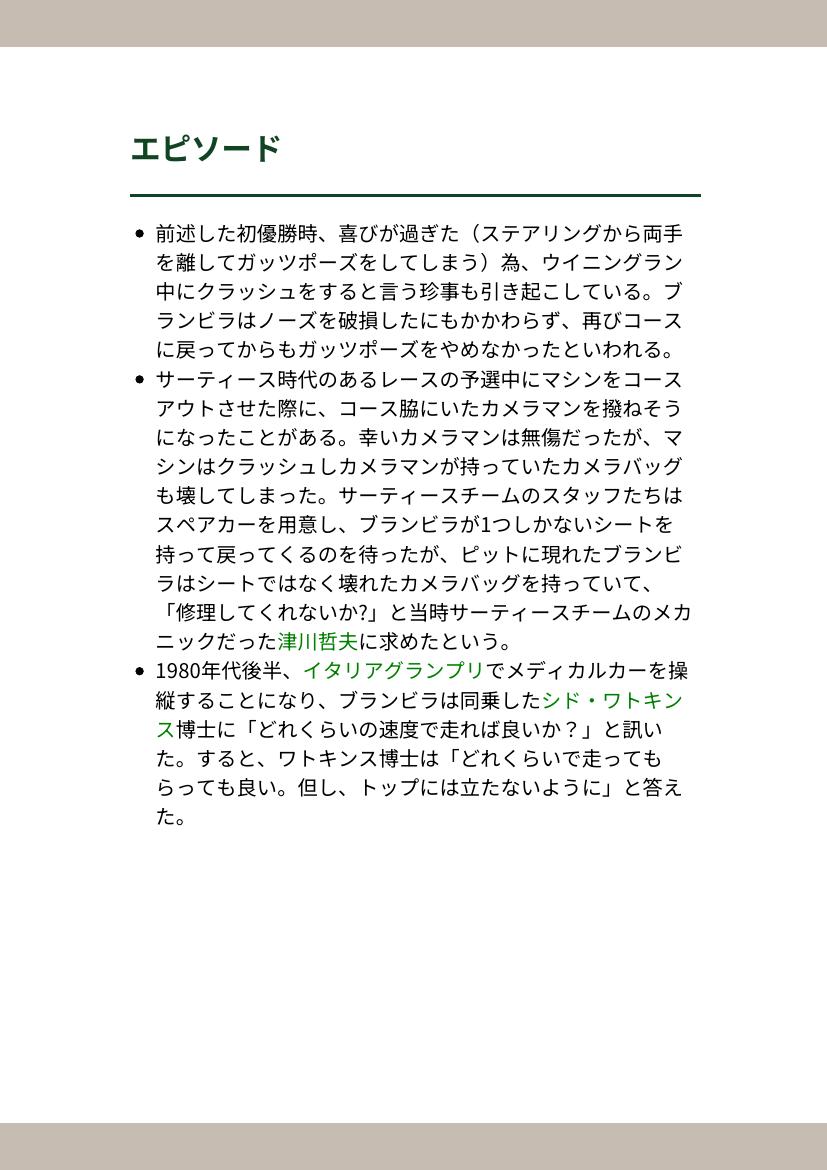 エピソード
前述した初優勝時、喜びが過ぎた（ステアリングから両手
を離してガッツポーズをしてしまう）為、ウイニングラン
中にクラッシュをすると言う珍事も引き起こしている。ブ
ランビラはノーズを破損したにもかかわらず、再びコース
に戻ってからもガッツポーズをやめなかったといわれる。
サーティース時代のあるレースの予選中にマシンをコース
アウトさせた際に、コース脇にいたカメラマンを撥ねそう
になったことがある。幸いカメラマンは無傷だったが、マ
シンはクラッシュしカメラマンが持っていたカメラバッグ
も壊してしまった。サーティースチームのスタッフたちは
スペアカーを用意し、ブランビラが1つしかないシートを
持って戻ってくるのを待ったが、ピットに現れたブランビ
ラはシートではなく壊れたカメラバッグを持っていて、
「修理してくれないか?」と当時サーティースチームのメカ
ニックだった津川哲夫に求めたという。
1980年代後半、イタリアグランプリでメディカルカーを操
縦することになり、ブランビラは同乗したシド・ワトキン
ス博士に「どれくらいの速度で走れば良いか？」と訊い
た。すると、ワトキンス博士は「どれくらいで走っても
らっても良い。但し、トップには立たないように」と答え
た。